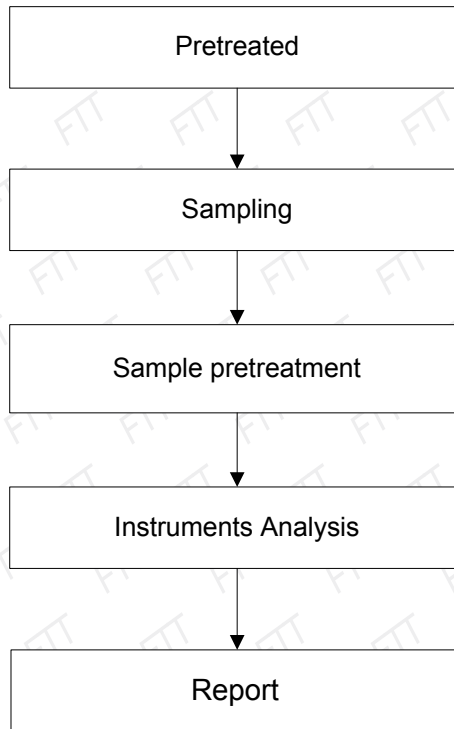 Pretreated
Sampling
Sample pretreatment
Instruments Analysis
Report